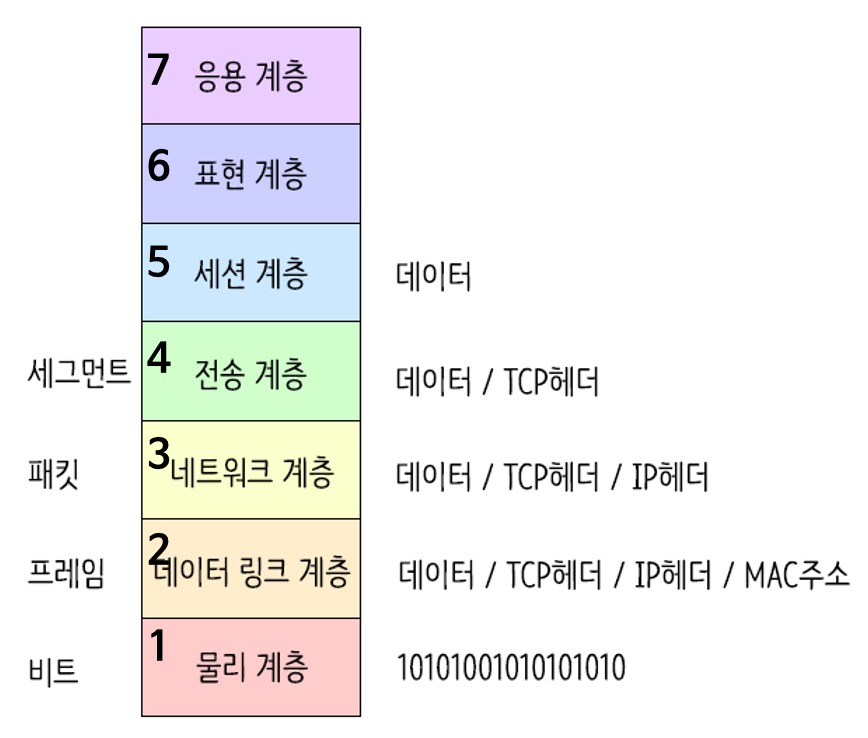 7 응용 계층
6 표현 계층
5 세션 계층 데이터
세그먼트 4 전송 계층 데이터 / TCP헤더
패킷 3 네트워크 계층 데이터 / TCP헤더 / IP헤더
프레임 2 데이터 링크 계층 데이터 / TCP헤더 / IP헤더 / MAC주소
비트 1 물리 계층 10101001010101010